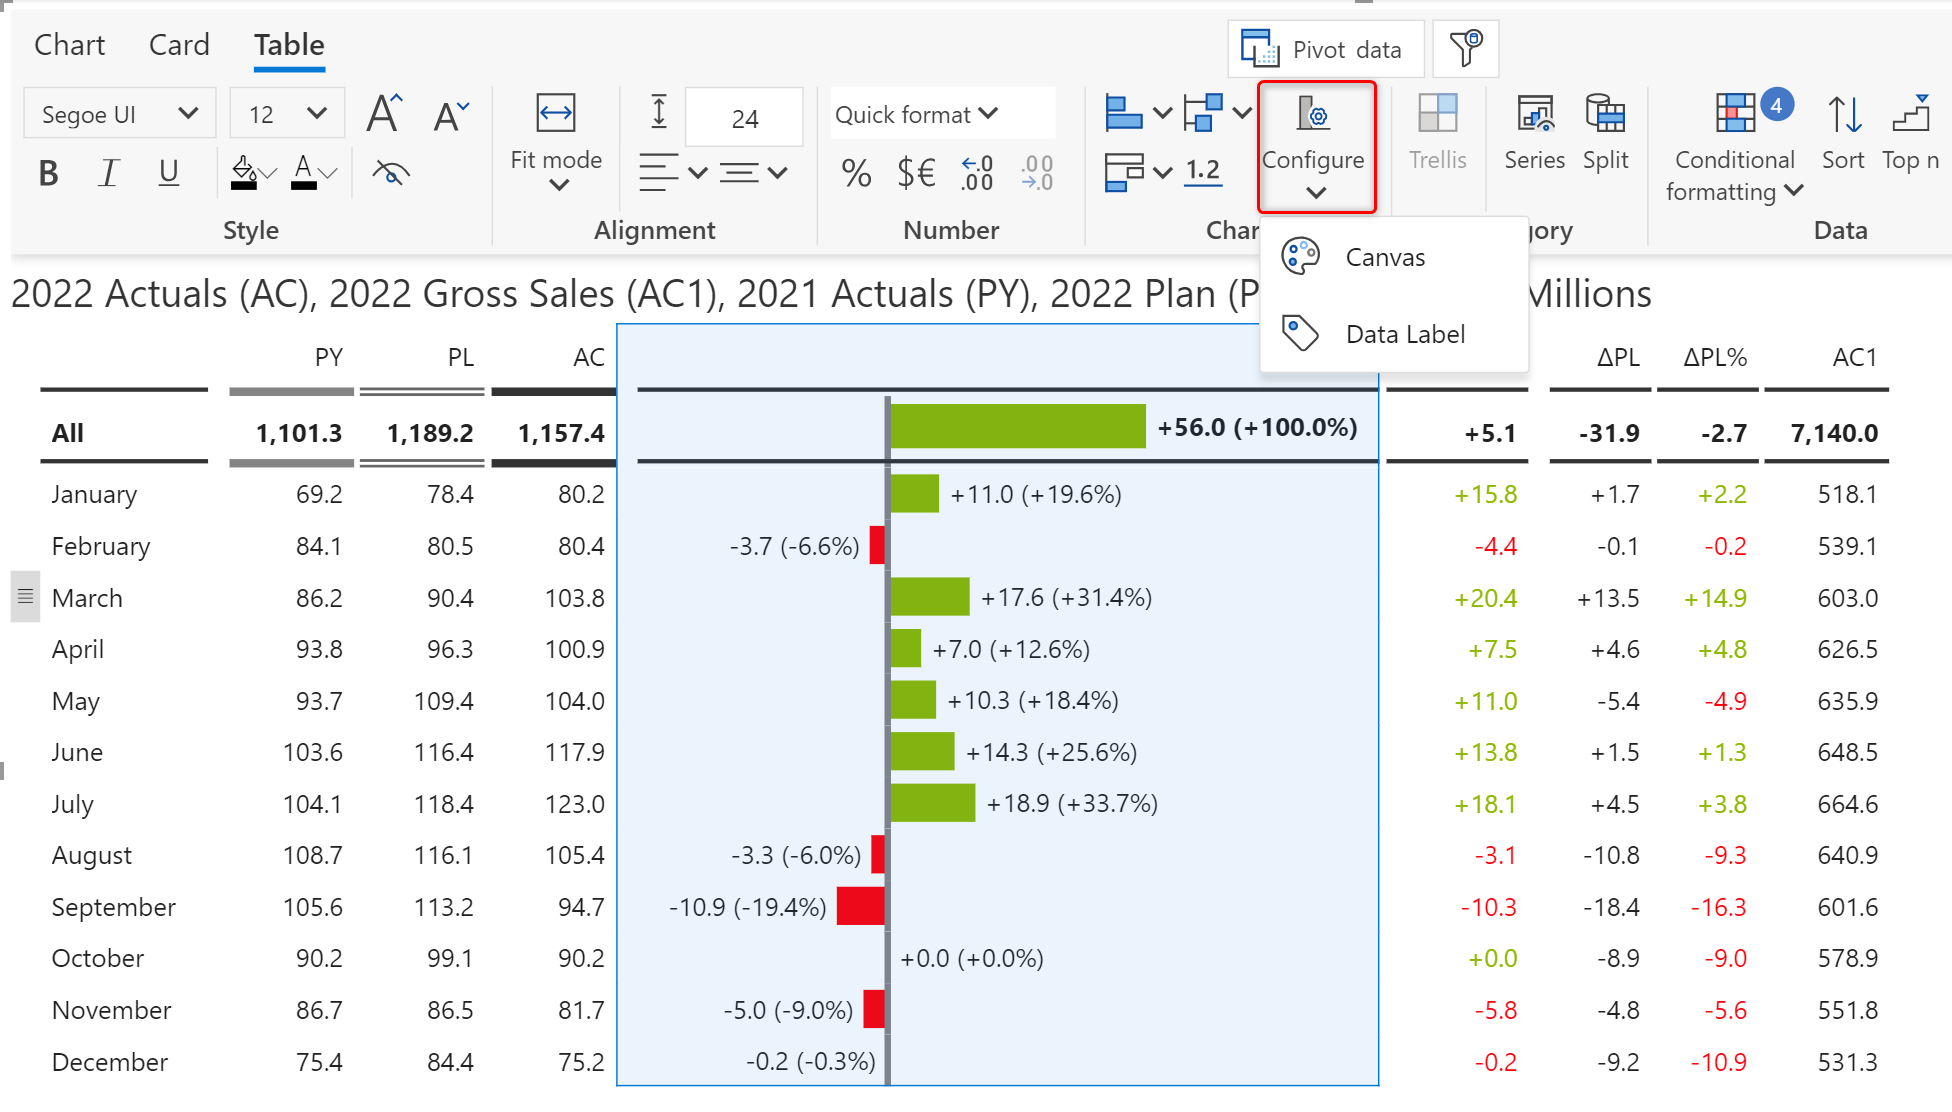 Chart Card Table
Pivot data
Segoe UI 12 A A
24
Quick format
4
B I U A
Fit mode
% $€ ←.0 .00 .00 →.0
1.2
Configure
Trellis
Series Split
Conditional formatting
Sort Top n
Style Alignment Number Char gory Data
Canvas
Data Label
2022 Actuals (AC), 2022 Gross Sales (AC1), 2021 Actuals (PY), 2022 Plan (P Millions
PY PL AC ΔPL ΔPL% AC1
All 1,101.3 1,189.2 1,157.4 +56.0 (+100.0%) +5.1 -31.9 -2.7 7,140.0
January 69.2 78.4 80.2 +11.0 (+19.6%) +15.8 +1.7 +2.2 518.1
February 84.1 80.5 80.4 -3.7 (-6.6%) -4.4 -0.1 -0.2 539.1
March 86.2 90.4 103.8 +17.6 (+31.4%) +20.4 +13.5 +14.9 603.0
April 93.8 96.3 100.9 +7.0 (+12.6%) +7.5 +4.6 +4.8 626.5
May 93.7 109.4 104.0 +10.3 (+18.4%) +11.0 -5.4 -4.9 635.9
June 103.6 116.4 117.9 +14.3 (+25.6%) +13.8 +1.5 +1.3 648.5
July 104.1 118.4 123.0 +18.9 (+33.7%) +18.1 +4.5 +3.8 664.6
August 108.7 116.1 105.4 -3.3 (-6.0%) -3.1 -10.8 -9.3 640.9
September 105.6 113.2 94.7 -10.9 (-19.4%) -10.3 -18.4 -16.3 601.6
October 90.2 99.1 90.2 +0.0 (+0.0%) +0.0 -8.9 -9.0 578.9
November 86.7 86.5 81.7 -5.0 (-9.0%) -5.8 -4.8 -5.6 551.8
December 75.4 84.4 75.2 -0.2 (-0.3%) -0.2 -9.2 -10.9 531.3